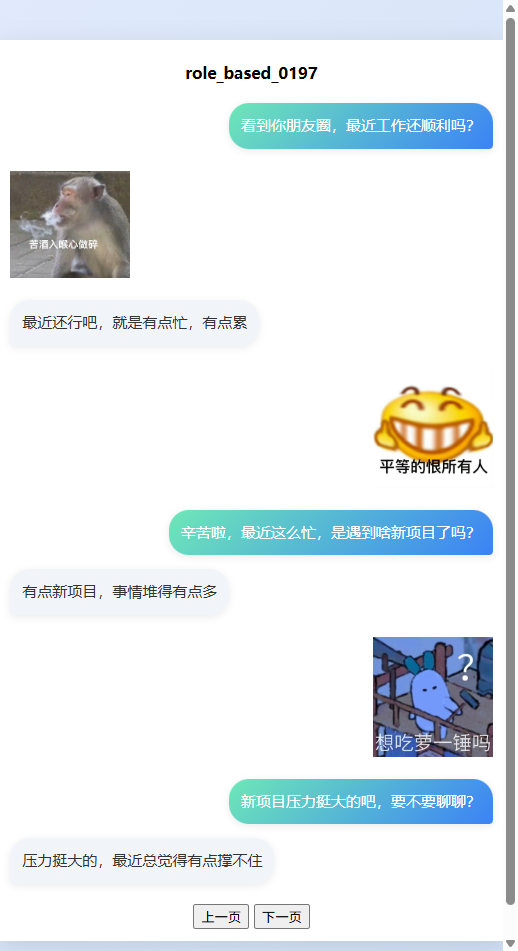 role_based_0197
看到你朋友圈，最近工作还顺利吗？
苦酒入喉心做碎
最近还行吧，就是有点忙，有点累
平等的恨所有人
辛苦啦，最近这么忙，是遇到啥新项目了吗？
有点新项目，事情堆得有点多
？
想吃萝一锤吗
新项目压力挺大的吧，要不要聊聊？
压力挺大的，最近总觉得有点撑不住
上一页 下一页